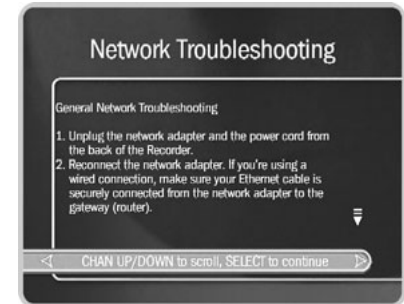 Network Troubleshooting
General Network Troubleshooting
1. Unplug the network adapter and the power cord from
the back of the Recorder.
2. Reconnect the network adapter. If you're using a
wired connection, make sure your Ethernet cable is
securely connected from the network adapter to the
gateway (router).
CHAN UP/DOWN to scroll, SELECT to continue